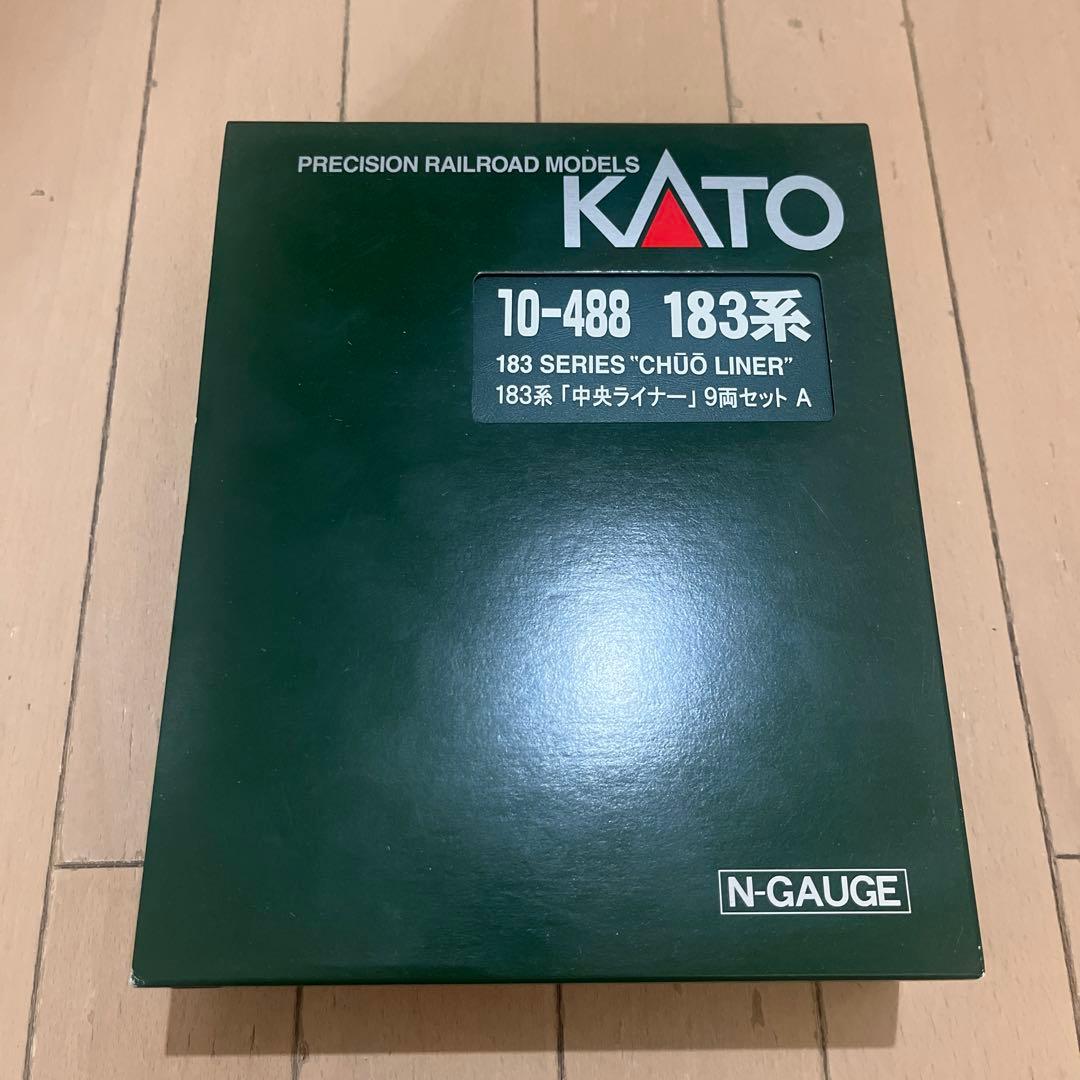 PRECISION RAILROAD MODELS
KATO
10-488 183系
183 SERIES "CHŪŌ LINER"
183系「中央ライナー」9両セット A
N-GAUGE